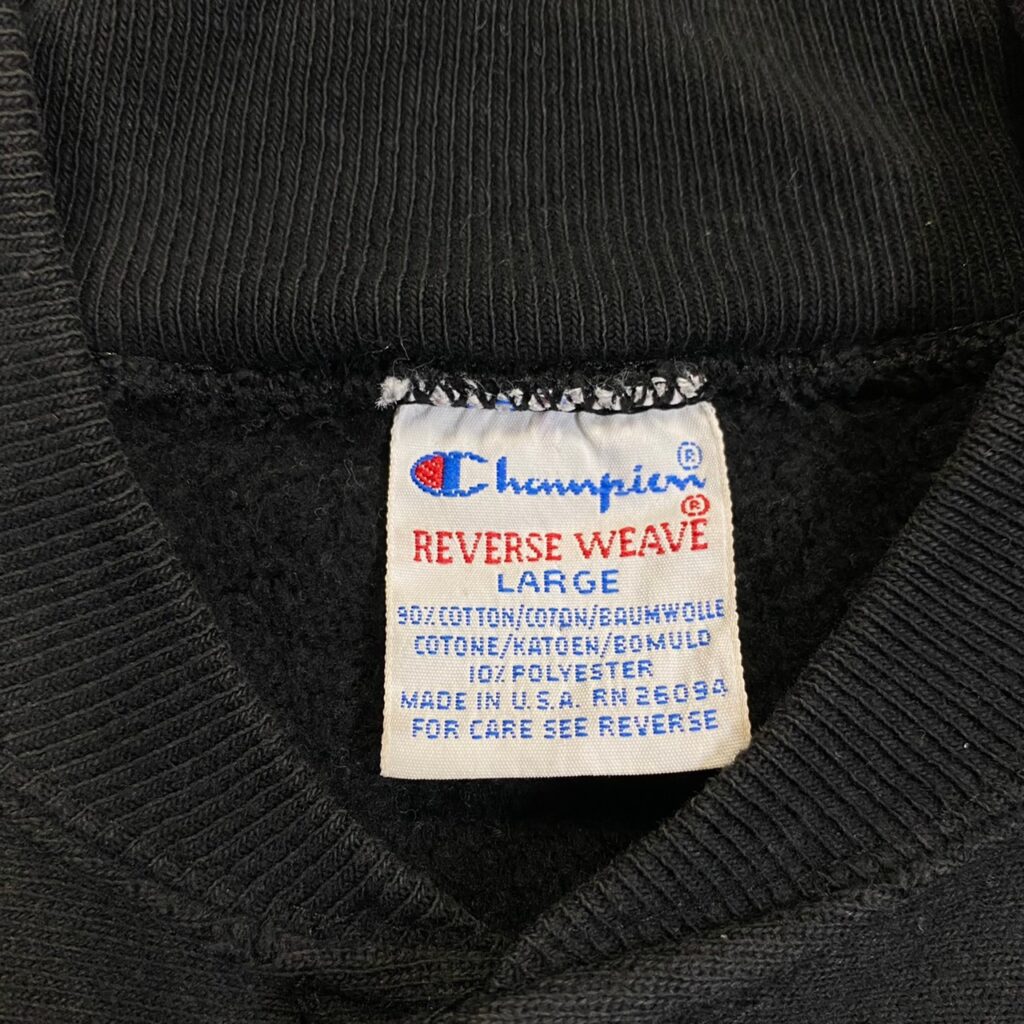 Champion®
REVERSE WEAVE®
LARGE
90% COTTON/COTON/BAUMWOLLE
COTONE/KATOEN/BOMULD
10% POLYESTER
MADE IN U.S.A. RN 26094
FOR CARE SEE REVERSE